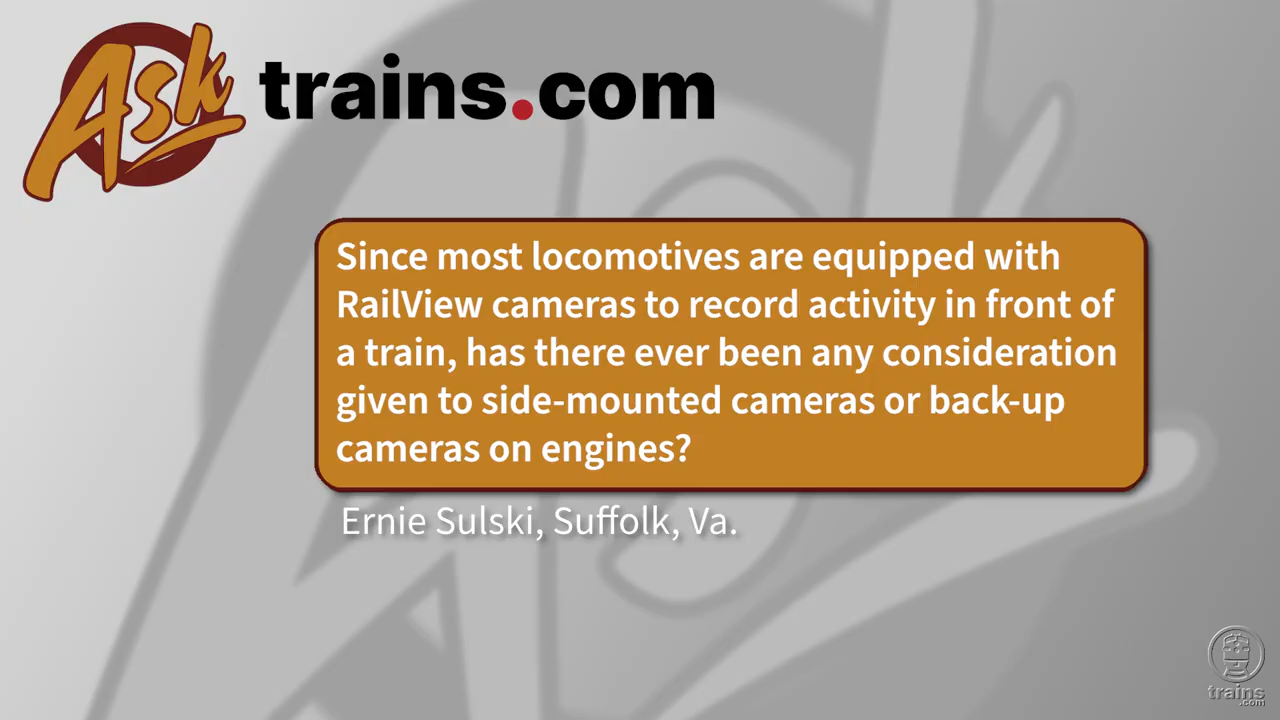 Ask trains.com
Since most locomotives are equipped with
RailView cameras to record activity in front of
a train, has there ever been any consideration
given to side-mounted cameras or back-up
cameras on engines?
Ernie Sulski, Suffolk, Va.
trains
.com